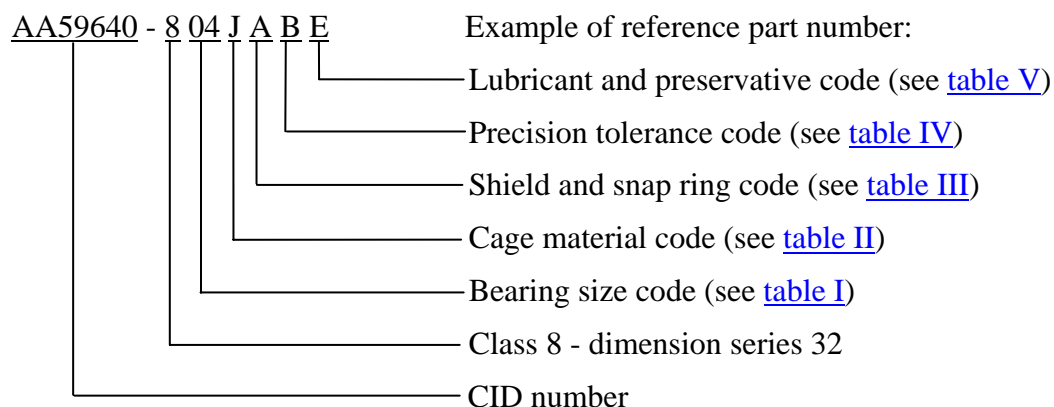 AA59640 - 8 04 J A B E Example of reference part number:
Lubricant and preservative code (see table V)
Precision tolerance code (see table IV)
Shield and snap ring code (see table III)
Cage material code (see table II)
Bearing size code (see table I)
Class 8 - dimension series 32
CID number